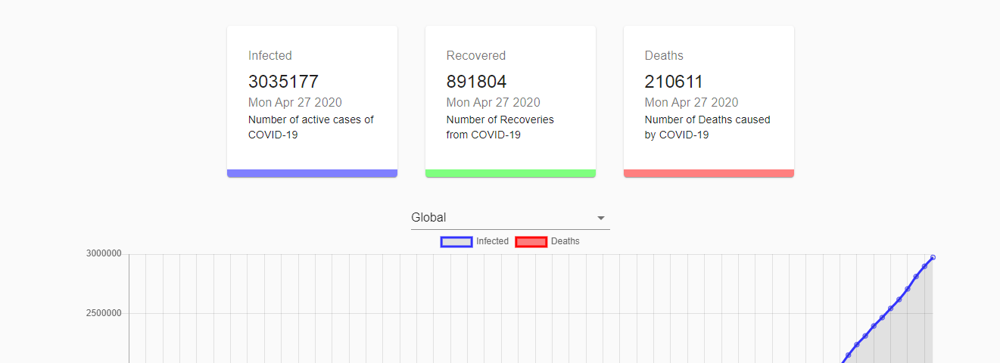 Infected
3035177
Mon Apr 27 2020
Number of active cases of
COVID-19
Recovered
891804
Mon Apr 27 2020
Number of Recoveries
from COVID-19
Deaths
210611
Mon Apr 27 2020
Number of Deaths caused
by COVID-19
Global
Infected Deaths
3000000
2500000